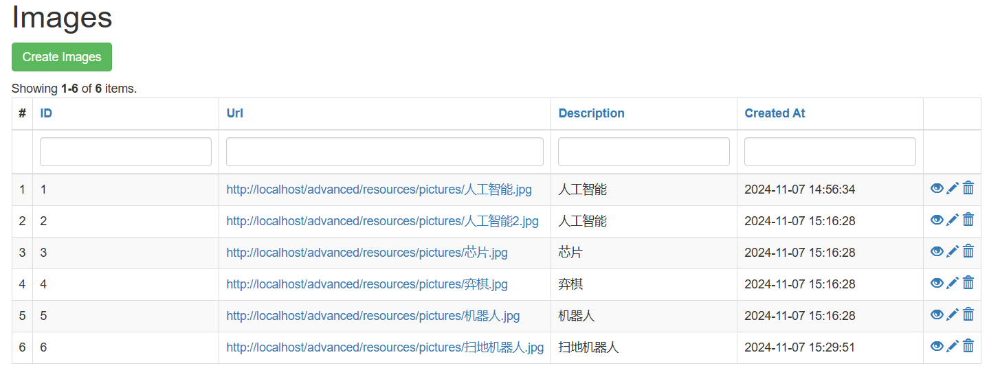 Images
Create Images
Showing 1-6 of 6 items.
# ID Url Description Created At
1 1 http://localhost/advanced/resources/pictures/人工智能.jpg 人工智能 2024-11-07 14:56:34
2 2 http://localhost/advanced/resources/pictures/人工智能2.jpg 人工智能 2024-11-07 15:16:28
3 3 http://localhost/advanced/resources/pictures/芯片.jpg 芯片 2024-11-07 15:16:28
4 4 http://localhost/advanced/resources/pictures/弈棋.jpg 弈棋 2024-11-07 15:16:28
5 5 http://localhost/advanced/resources/pictures/机器人.jpg 机器人 2024-11-07 15:16:28
6 6 http://localhost/advanced/resources/pictures/扫地机器人.jpg 扫地机器人 2024-11-07 15:29:51